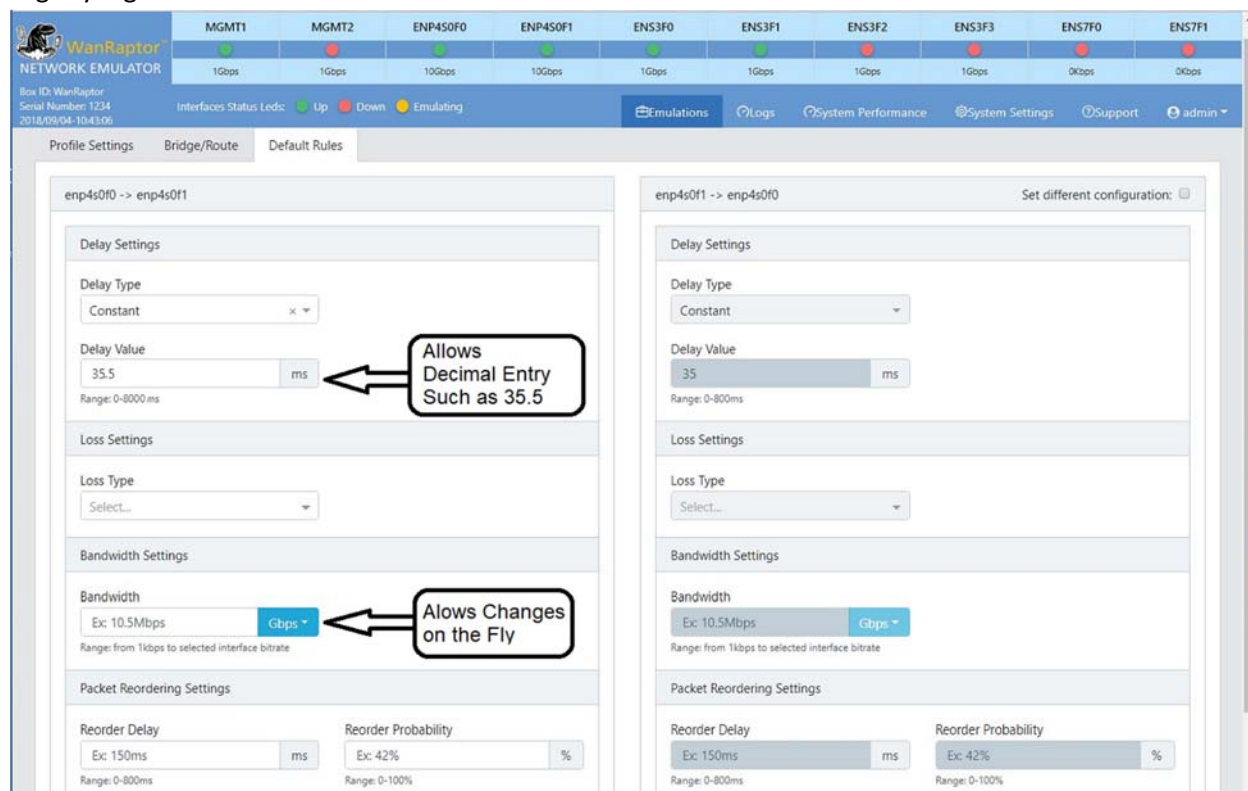 MGMT1 MGMT2 ENP4S0F0 ENP4S0F1 ENS3F0 ENS3F1 ENS3F2 ENS3F3 ENS7F0 ENS7F1
WanRaptor
NETWORK EMULATOR
1Gbps 1Gbps 10Gbps 10Gbps 1Gbps 1Gbps 1Gbps 1Gbps 0Kbps 0Kbps
Box ID: WanRaptor
Serial Number: 1234
2018/09/04-10:43:06
Interfaces Status Leds: Up Down Emulating
Emulations Logs System Performance System Settings Support admin
Profile Settings Bridge/Route Default Rules
enp4s0f0 -> enp4s0f1
Delay Settings
Delay Type
Constant
Delay Value
35.5 ms
Range: 0-8000 ms
Allows
Decimal Entry
Such as 35.5
Loss Settings
Loss Type
Select...
Bandwidth Settings
Bandwidth
Ex: 10.5Mbps Gbps
Range: from 1kbps to selected interface bitrate
Alows Changes
on the Fly
Packet Reordering Settings
Reorder Delay Reorder Probability
Ex: 150ms ms Ex: 42% %
Range: 0-800ms Range: 0-100%
enp4s0f1 -> enp4s0f0 Set different configuration:
Delay Settings
Delay Type
Constant
Delay Value
35 ms
Range: 0-800ms
Loss Settings
Loss Type
Select...
Bandwidth Settings
Bandwidth
Ex: 10.5Mbps Gbps
Range: from 1kbps to selected interface bitrate
Packet Reordering Settings
Reorder Delay Reorder Probability
Ex: 150ms ms Ex: 42% %
Range: 0-800ms Range: 0-100%